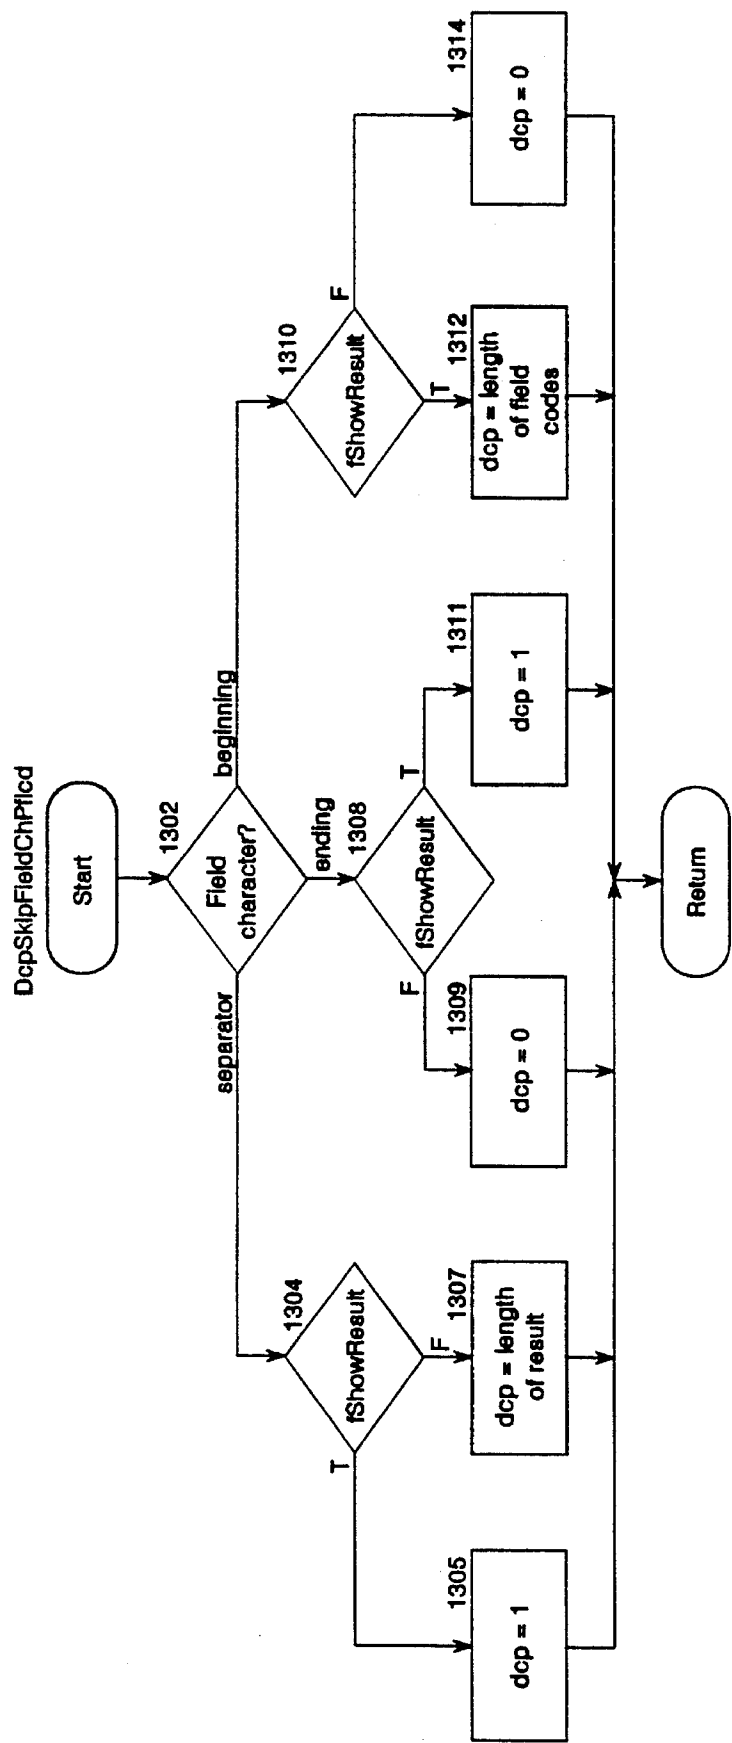 DcpSkipFieldChPflcd
Start
1302
Field
character?
separator
beginning
ending
1304
fShowResult
T
F
1308
fShowResult
F
T
1310
fShowResult
T
F
1305
dcp = 1
1307
dcp = length
of result
1309
dcp = 0
1311
dcp = 1
1312
dcp = length
of field
codes
1314
dcp = 0
Return